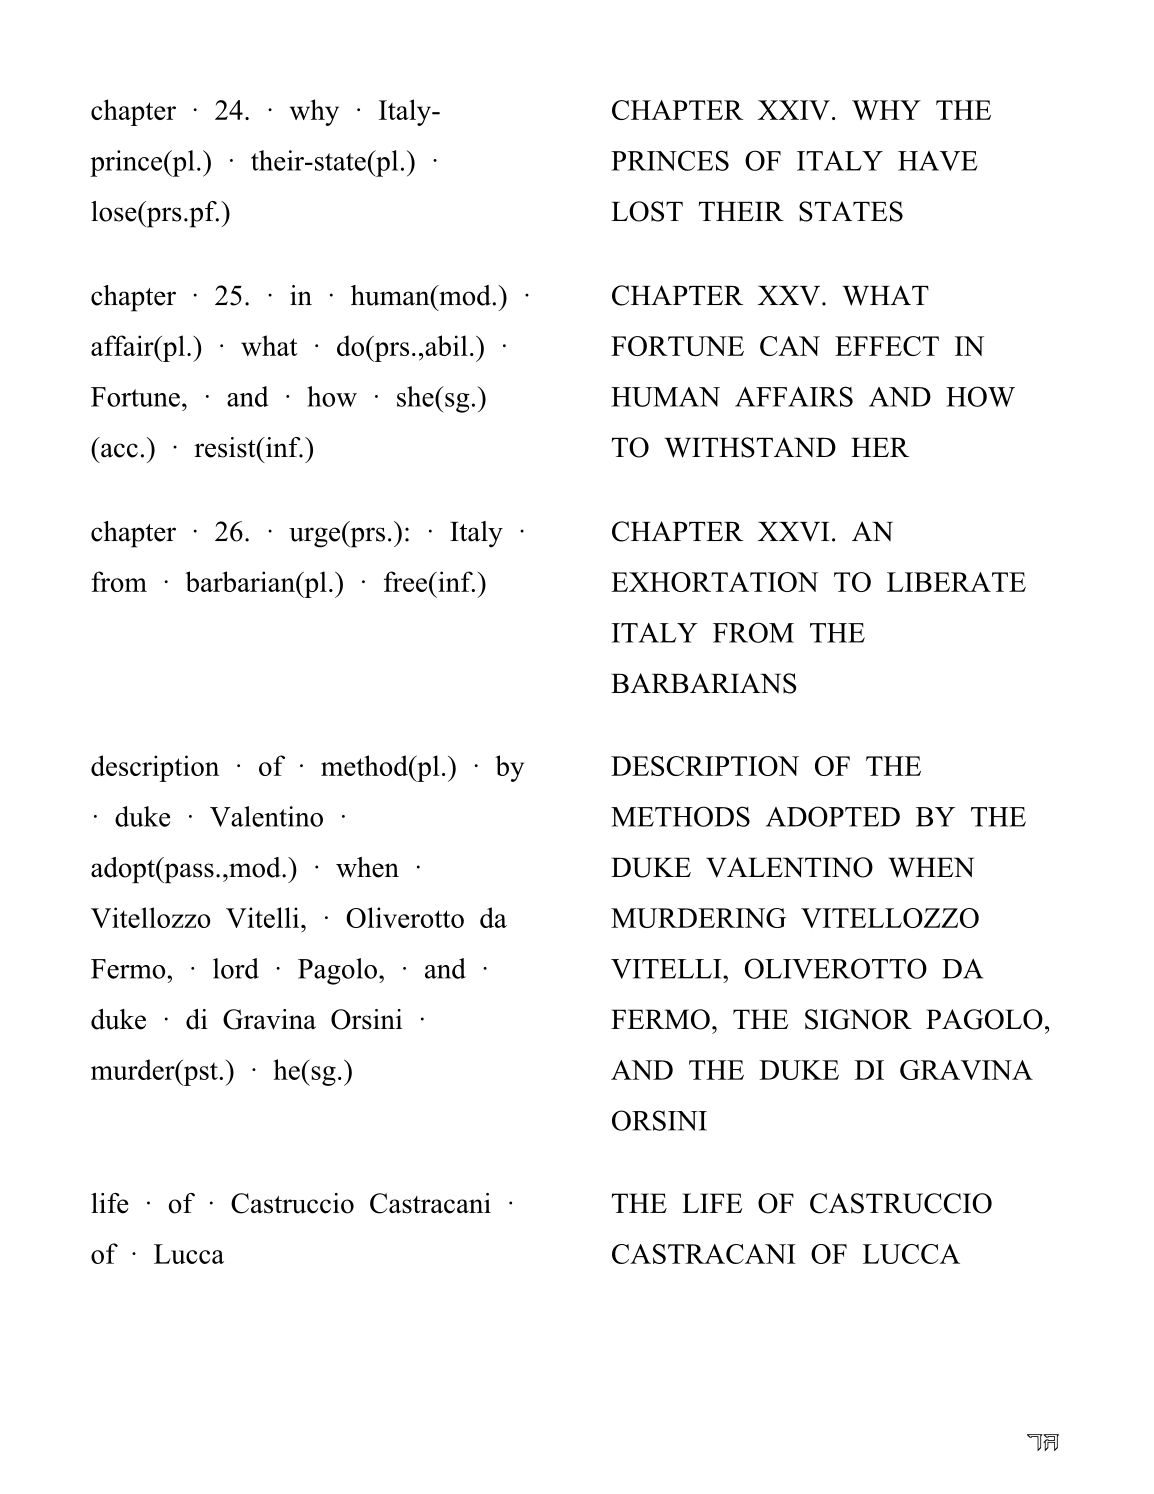 chapter · 24. · why · Italy-
prince(pl.) · their-state(pl.) ·
lose(prs.pf.)
CHAPTER XXIV. WHY THE
PRINCES OF ITALY HAVE
LOST THEIR STATES
chapter · 25. · in · human(mod.) ·
affair(pl.) · what · do(prs.,abil.) ·
Fortune, · and · how · she(sg.)
(acc.) · resist(inf.)
CHAPTER XXV. WHAT
FORTUNE CAN EFFECT IN
HUMAN AFFAIRS AND HOW
TO WITHSTAND HER
chapter · 26. · urge(prs.): · Italy ·
from · barbarian(pl.) · free(inf.)
CHAPTER XXVI. AN
EXHORTATION TO LIBERATE
ITALY FROM THE
BARBARIANS
description · of · method(pl.) · by
· duke · Valentino ·
adopt(pass.,mod.) · when ·
Vitellozzo Vitelli, · Oliverotto da
Fermo, · lord · Pagolo, · and ·
duke · di Gravina Orsini ·
murder(pst.) · he(sg.)
DESCRIPTION OF THE
METHODS ADOPTED BY THE
DUKE VALENTINO WHEN
MURDERING VITELLOZZO
VITELLI, OLIVEROTTO DA
FERMO, THE SIGNOR PAGOLO,
AND THE DUKE DI GRAVINA
ORSINI
life · of · Castruccio Castracani ·
of · Lucca
THE LIFE OF CASTRUCCIO
CASTRACANI OF LUCCA